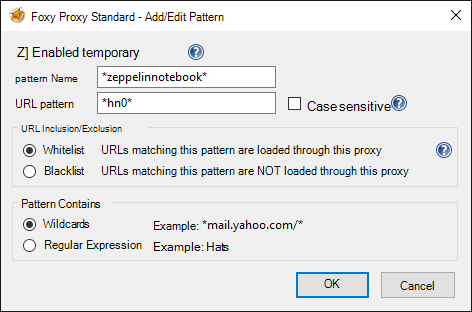 Foxy Proxy Standard - Add/Edit Pattern
Z] Enabled temporary ?
pattern Name *zeppelinnotebook*
URL pattern *hn0* Case sensitive ?
URL Inclusion/Exclusion
Whitelist URLs matching this pattern are loaded through this proxy ?
Blacklist URLs matching this pattern are NOT loaded through this proxy
Pattern Contains
Wildcards Example: *mail.yahoo.com/*
Regular Expression Example: Hats
OK Cancel